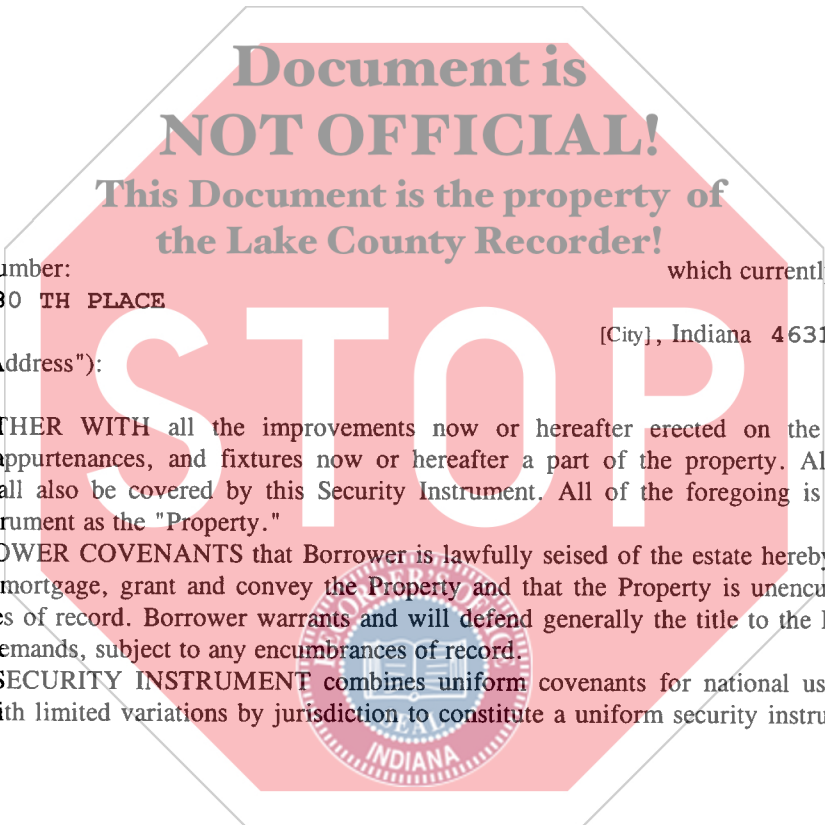 Document is
NOT OFFICIAL!
This Document is the property of
the Lake County Recorder!
umber: which currently
30 TH PLACE
[City], Indiana 4631
Address"):
STOP
THER WITH all the improvements now or hereafter erected on the
appurtenances, and fixtures now or hereafter a part of the property. Al
all also be covered by this Security Instrument. All of the foregoing is
rument as the "Property."
OWER COVENANTS that Borrower is lawfully seised of the estate hereby
mortgage, grant and convey the Property and that the Property is unencu
es of record. Borrower warrants and will defend generally the title to the
emands, subject to any encumbrances of record.
SECURITY INSTRUMENT combines uniform covenants for national us
ith limited variations by jurisdiction to constitute a uniform security instru
RECORDER'S OFFICE
SEAL
INDIANA